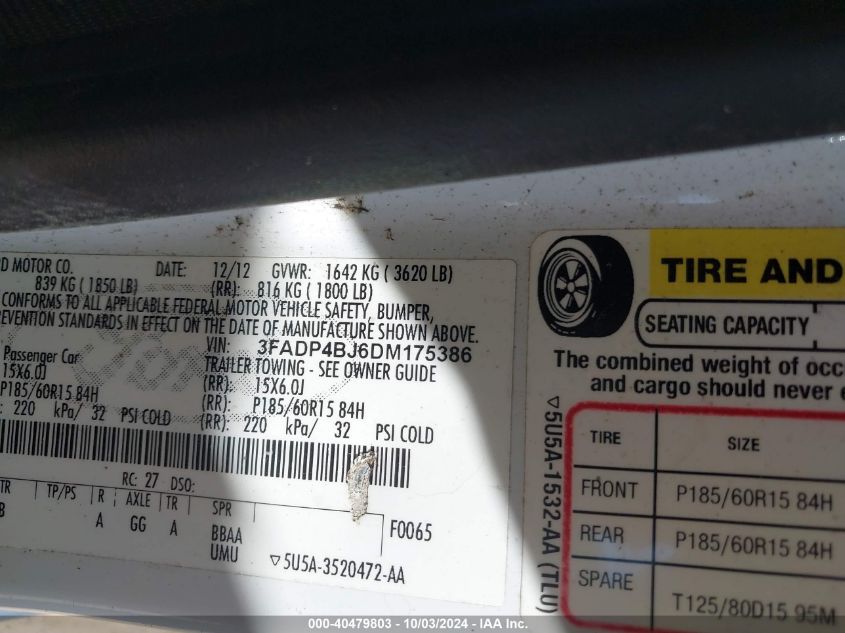 RD MOTOR CO. DATE: 12/12 GVWR: 1642 KG ( 3620 LB)
839 KG ( 1850 LB) (RR): 816 KG ( 1800 LB)
CONFORMS TO ALL APPLICABLE FEDERAL MOTOR VEHICLE SAFETY, BUMPER,
REVENTION STANDARDS IN EFFECT ON THE DATE OF MANUFACTURE SHOWN ABOVE.
VIN: 3FADP4BJ6DM175386
Passenger Car TRAILER TOWING - SEE OWNER GUIDE
15X6.0J (RR): 15X6.0J
P185/60R15 84H (RR): P185/60R15 84H
: 220 kPa/ 32 PSI COLD (RR): 220 kPa/ 32 PSI COLD
RC: 27 DSO:
TR TP/PS R AXLE TR SPR
B A GG A BBAA F0065
UMU ▽5U5A-3520472-AA
TIRE AND
SEATING CAPACITY
The combined weight of occ
and cargo should never e
▽5U5A-1532-AA (TLU)
TIRE SIZE
FRONT P185/60R15 84H
REAR P185/60R15 84H
SPARE T125/80D15 95M
000-40479803 - 10/03/2024 - IAA Inc.